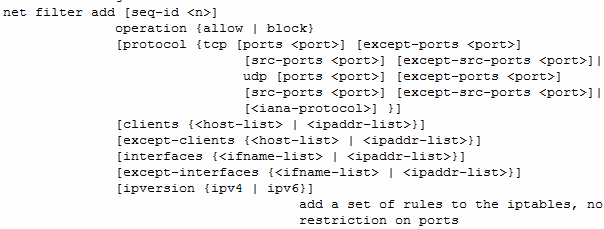 net filter add [seq-id <n>]
operation {allow | block}
[protocol {tcp [ports <port>] [except-ports <port>]
[src-ports <port>] [except-src-ports <port>]|
udp [ports <port>] [except-ports <port>]
[src-ports <port>] [except-src-ports <port>]|
[<iana-protocol>] }]
[clients {<host-list> | <ipaddr-list>}]
[except-clients {<host-list> | <ipaddr-list>}]
[interfaces {<ifname-list> | <ipaddr-list>}]
[except-interfaces {<ifname-list> | <ipaddr-list>}]
[ipversion {ipv4 | ipv6}]
add a set of rules to the iptables, no
restriction on ports